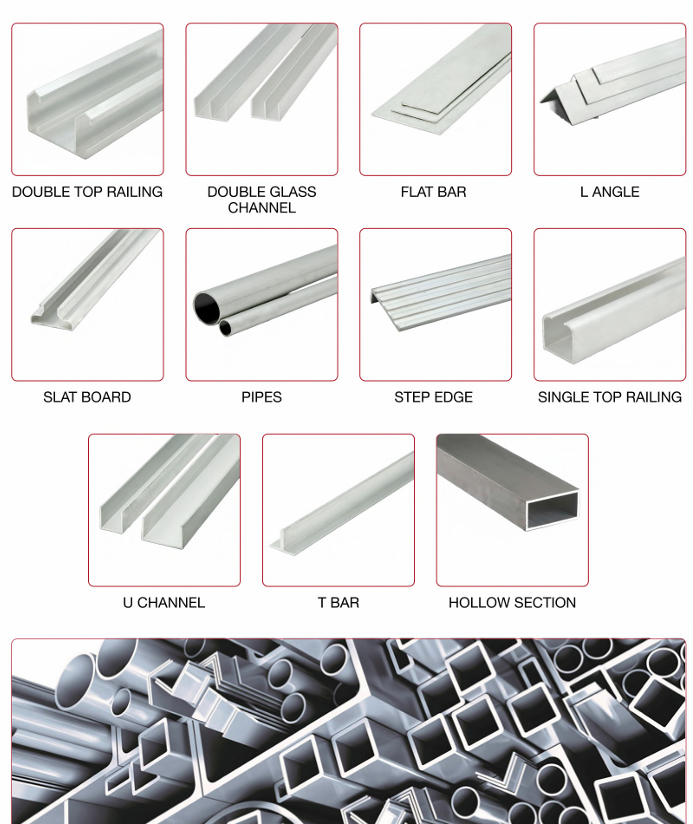 DOUBLE TOP RAILING
DOUBLE GLASS
CHANNEL
FLAT BAR
L ANGLE
SLAT BOARD
PIPES
STEP EDGE
SINGLE TOP RAILING
U CHANNEL
T BAR
HOLLOW SECTION